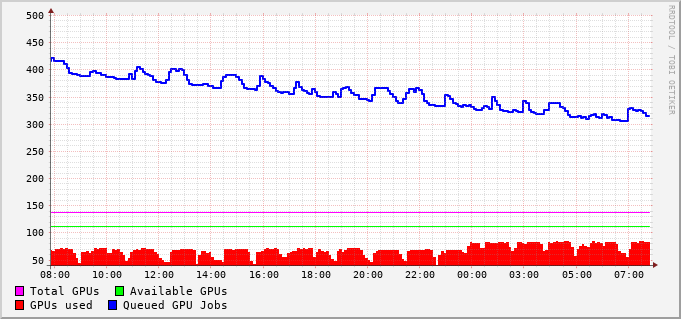 500
450
400
350
300
250
200
150
100
50
08:00 10:00 12:00 14:00 16:00 18:00 20:00 22:00 00:00 03:00 05:00 07:00
Total GPUs Available GPUs
GPUs used Queued GPU Jobs
RRDTOOL / TOBI OETIKER